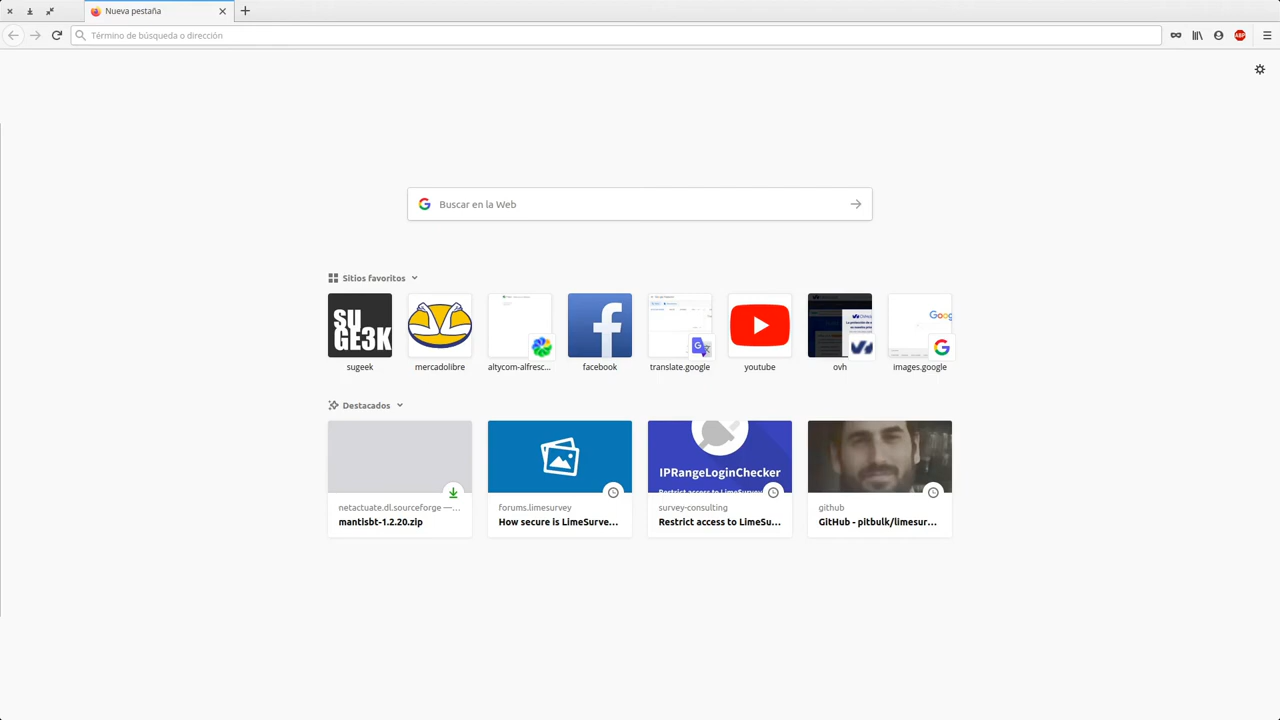 Nueva pestaña
Término de búsqueda o dirección
ABP
Buscar en la Web
Sitios favoritos
SU
GE3K
Goog
sugeek
mercadolibre
altycom-alfresc...
facebook
translate.google
youtube
ovh
images.google
Destacados
IPRangeLoginChecker
Restrict access to LimeSurv
netactuate.dl.sourceforge —...
mantisbt-1.2.20.zip
forums.limesurvey
How secure is LimeSurve...
survey-consulting
Restrict access to LimeSu...
github
GitHub - pitbulk/limesur...